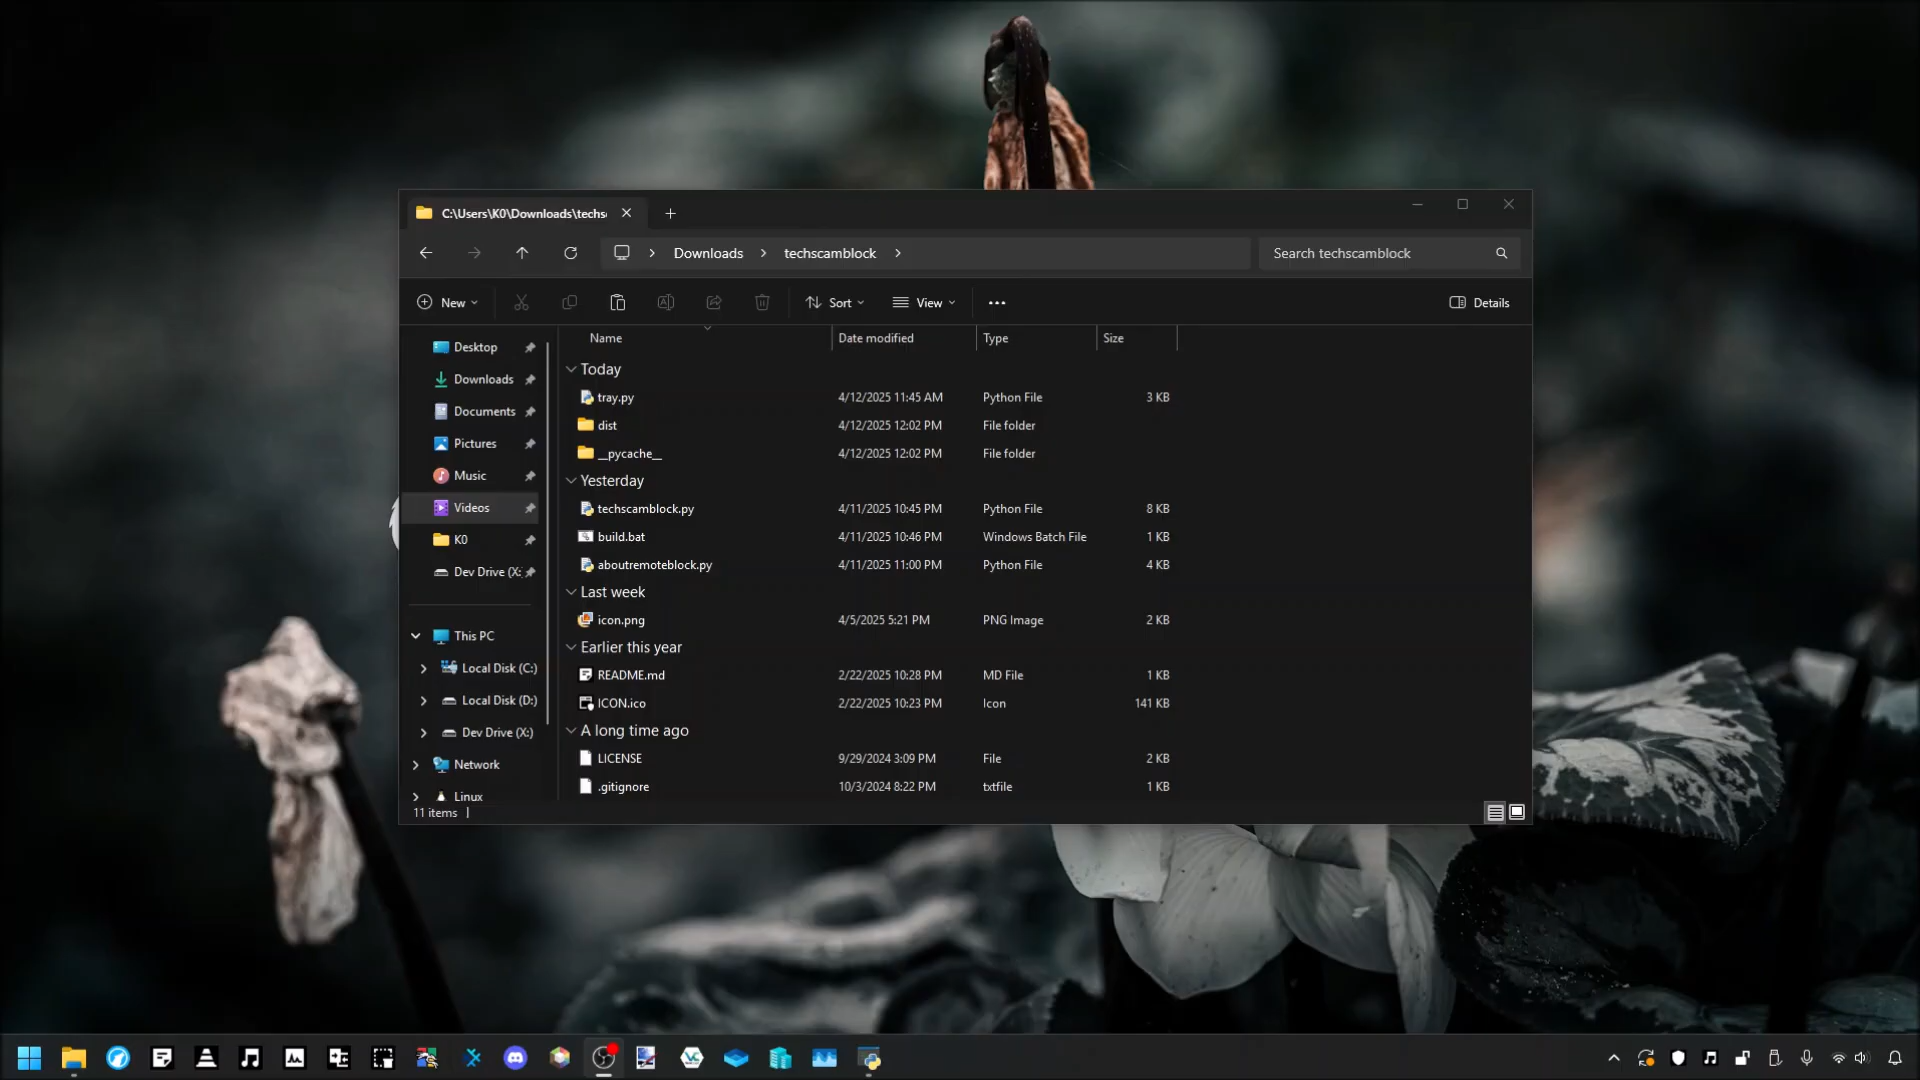 C:\Users\K0\Downloads\techsc
Downloads techscamblock
Search techscamblock
New
Sort
View
Details
Name Date modified Type Size
Desktop
Downloads
Documents
Pictures
Music
Videos
K0
Dev Drive (X:
This PC
Local Disk (C:)
Local Disk (D:)
Dev Drive (X:)
Network
Linux
Today
tray.py 4/12/2025 11:45 AM Python File 3 KB
dist 4/12/2025 12:02 PM File folder
__pycache__ 4/12/2025 12:02 PM File folder
Yesterday
techscamblock.py 4/11/2025 10:45 PM Python File 8 KB
build.bat 4/11/2025 10:46 PM Windows Batch File 1 KB
aboutremoteblock.py 4/11/2025 11:00 PM Python File 4 KB
Last week
icon.png 4/5/2025 5:21 PM PNG Image 2 KB
Earlier this year
README.md 2/22/2025 10:28 PM MD File 1 KB
ICON.ico 2/22/2025 10:23 PM Icon 141 KB
A long time ago
LICENSE 9/29/2024 3:09 PM File 2 KB
.gitignore 10/3/2024 8:22 PM txtfile 1 KB
11 items